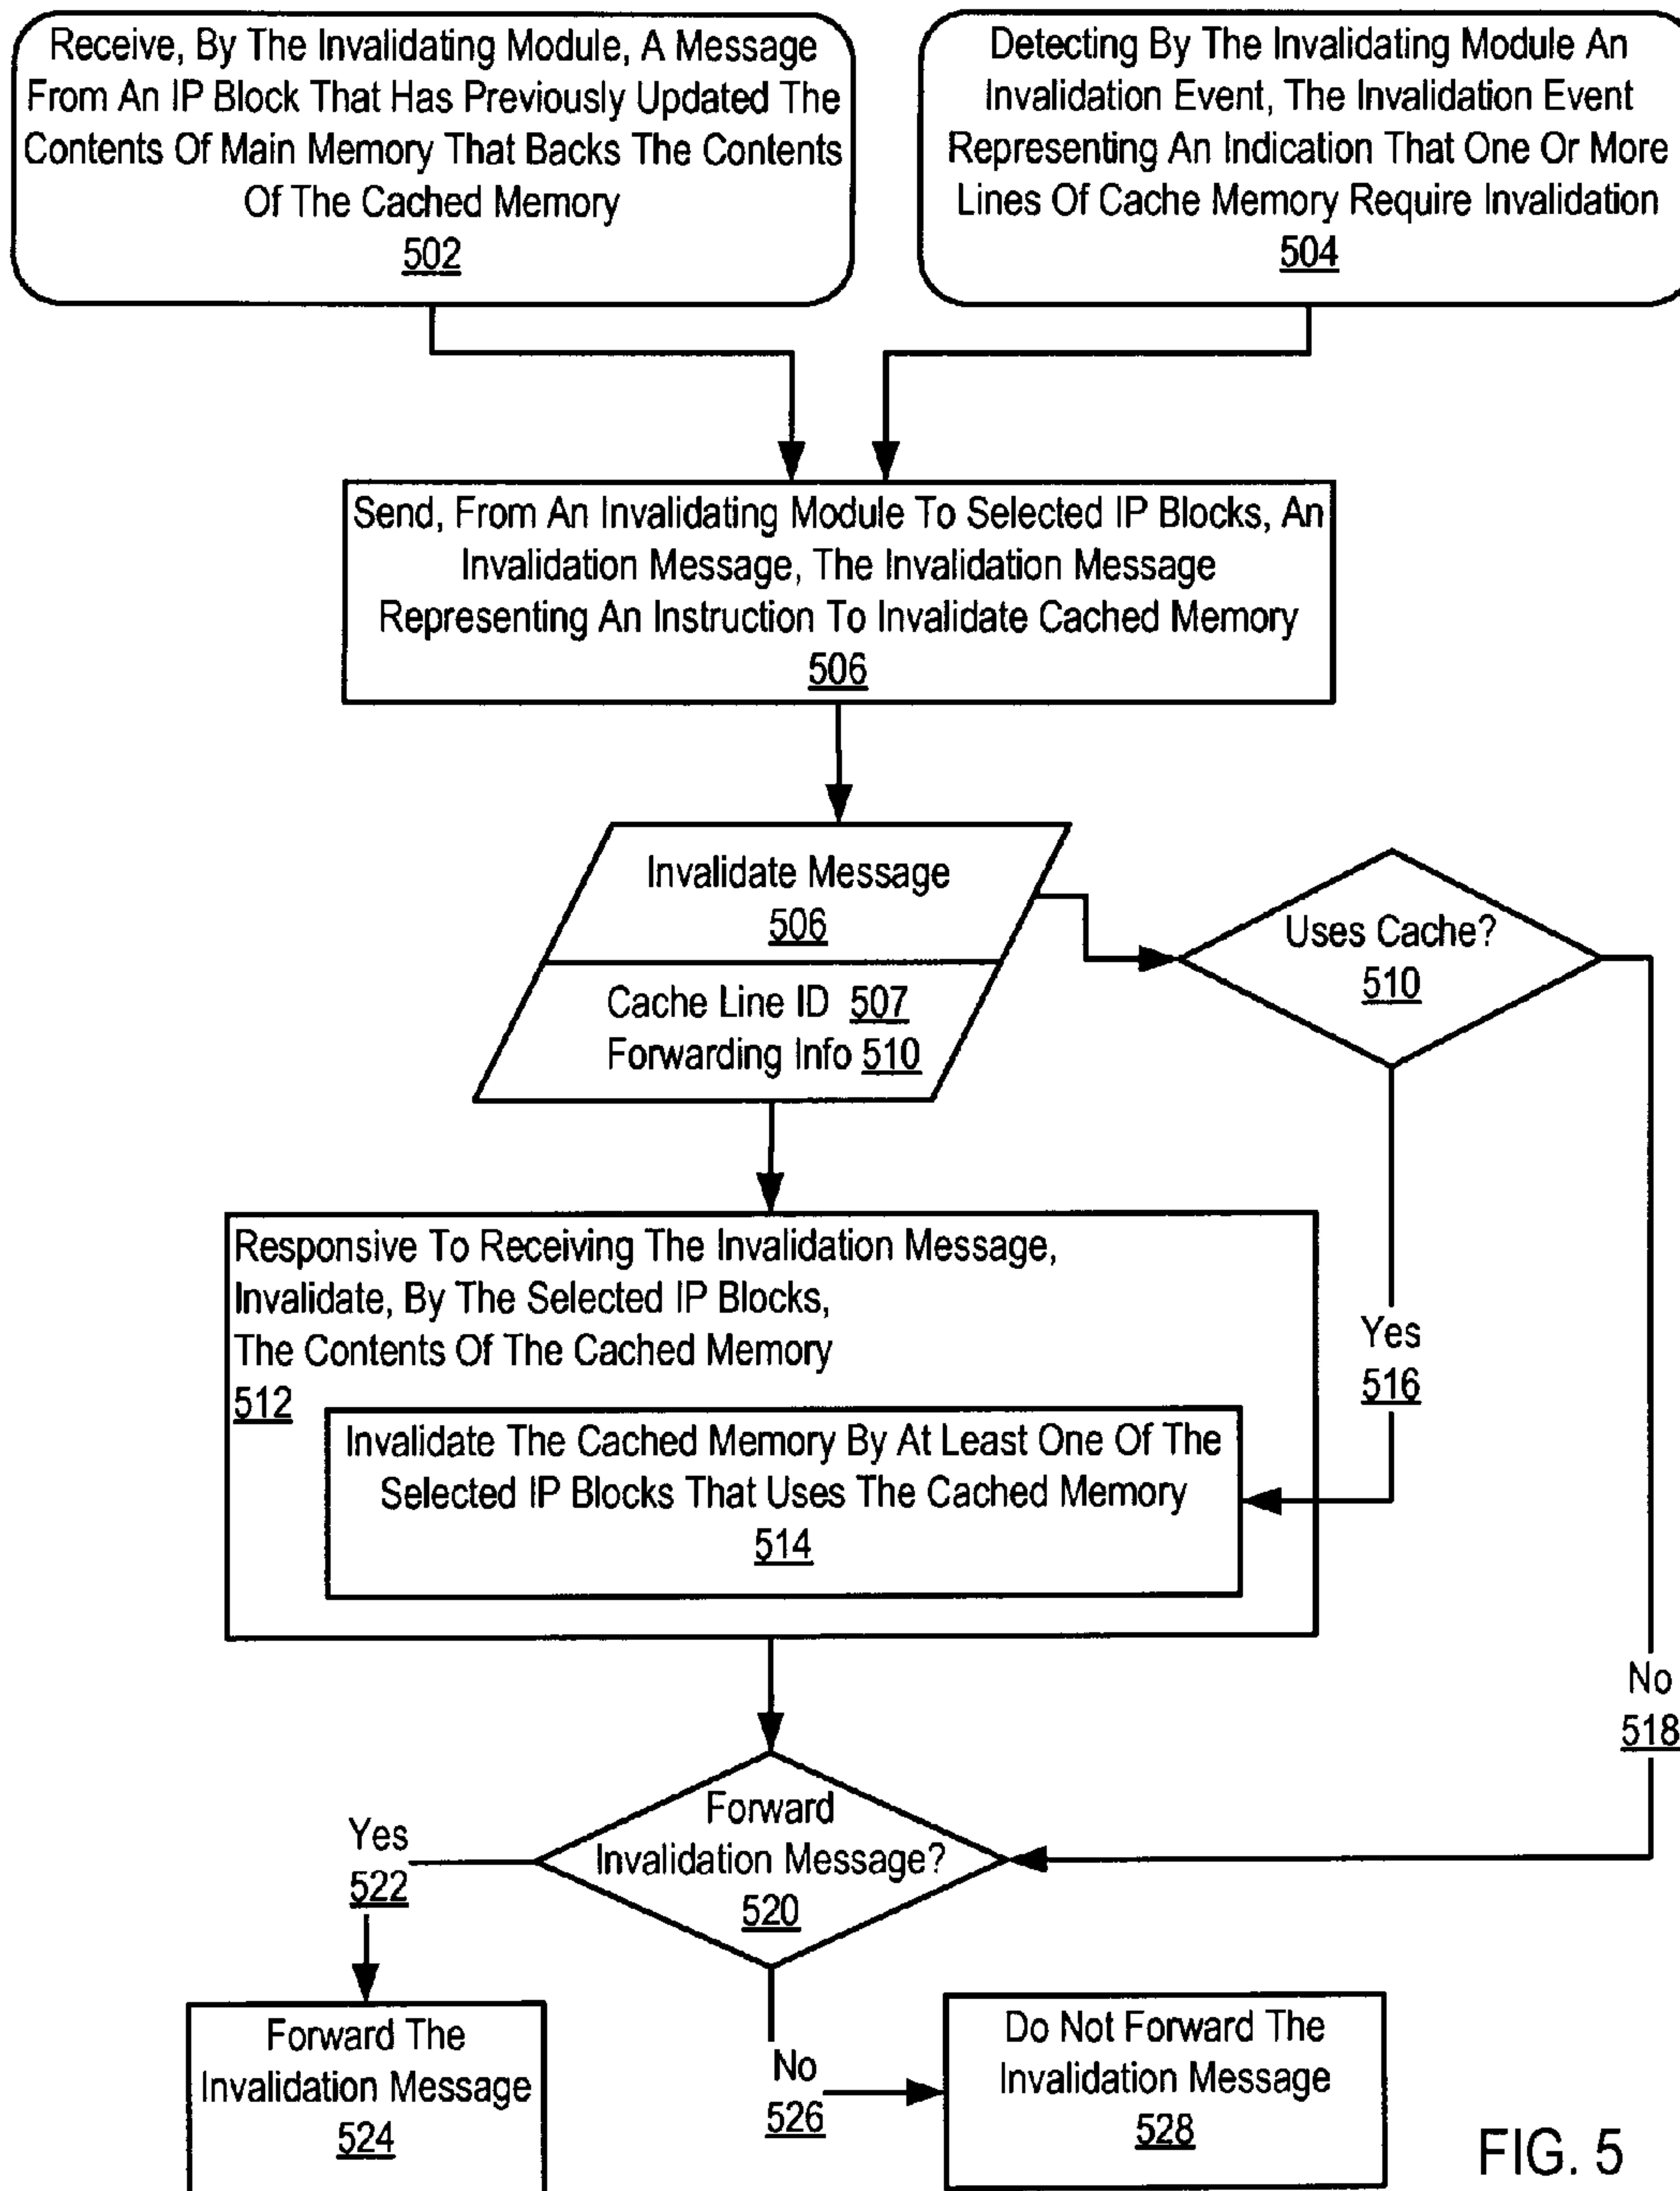 Receive, By The Invalidating Module, A Message
From An IP Block That Has Previously Updated The
Contents Of Main Memory That Backs The Contents
Of The Cached Memory
502
Detecting By The Invalidating Module An
Invalidation Event, The Invalidation Event
Representing An Indication That One Or More
Lines Of Cache Memory Require Invalidation
504
Send, From An Invalidating Module To Selected IP Blocks, An
Invalidation Message, The Invalidation Message
Representing An Instruction To Invalidate Cached Memory
506
Invalidate Message
506
Cache Line ID 507
Forwarding Info 510
Uses Cache?
510
Responsive To Receiving The Invalidation Message,
Invalidate, By The Selected IP Blocks,
The Contents Of The Cached Memory
512
Yes
516
Invalidate The Cached Memory By At Least One Of The
Selected IP Blocks That Uses The Cached Memory
514
No
518
Forward
Invalidation Message?
520
Yes
522
Forward The
Invalidation Message
524
No
526
Do Not Forward The
Invalidation Message
528
FIG. 5